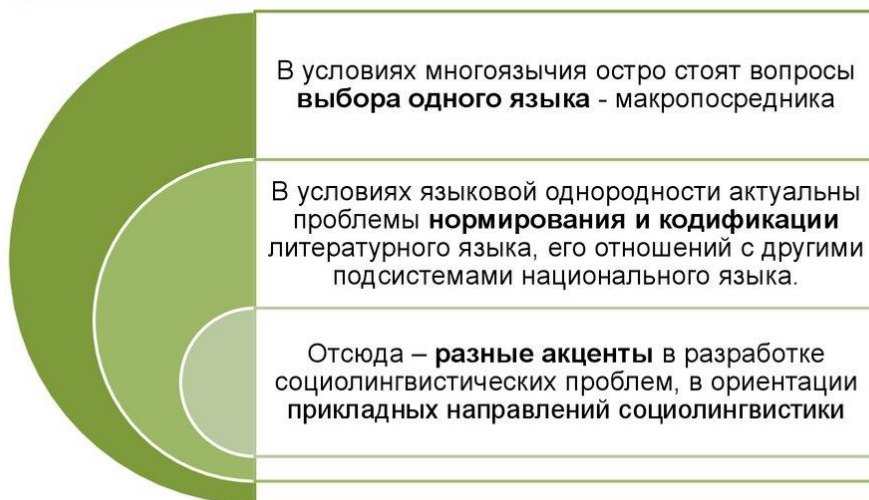 В условиях многоязычия остро стоят вопросы
выбора одного языка - макропосредника
В условиях языковой однородности актуальны
проблемы нормирования и кодификации
литературного языка, его отношений с другими
подсистемами национального языка.
Отсюда – разные акценты в разработке
социолингвистических проблем, в ориентации
прикладных направлений социолингвистики